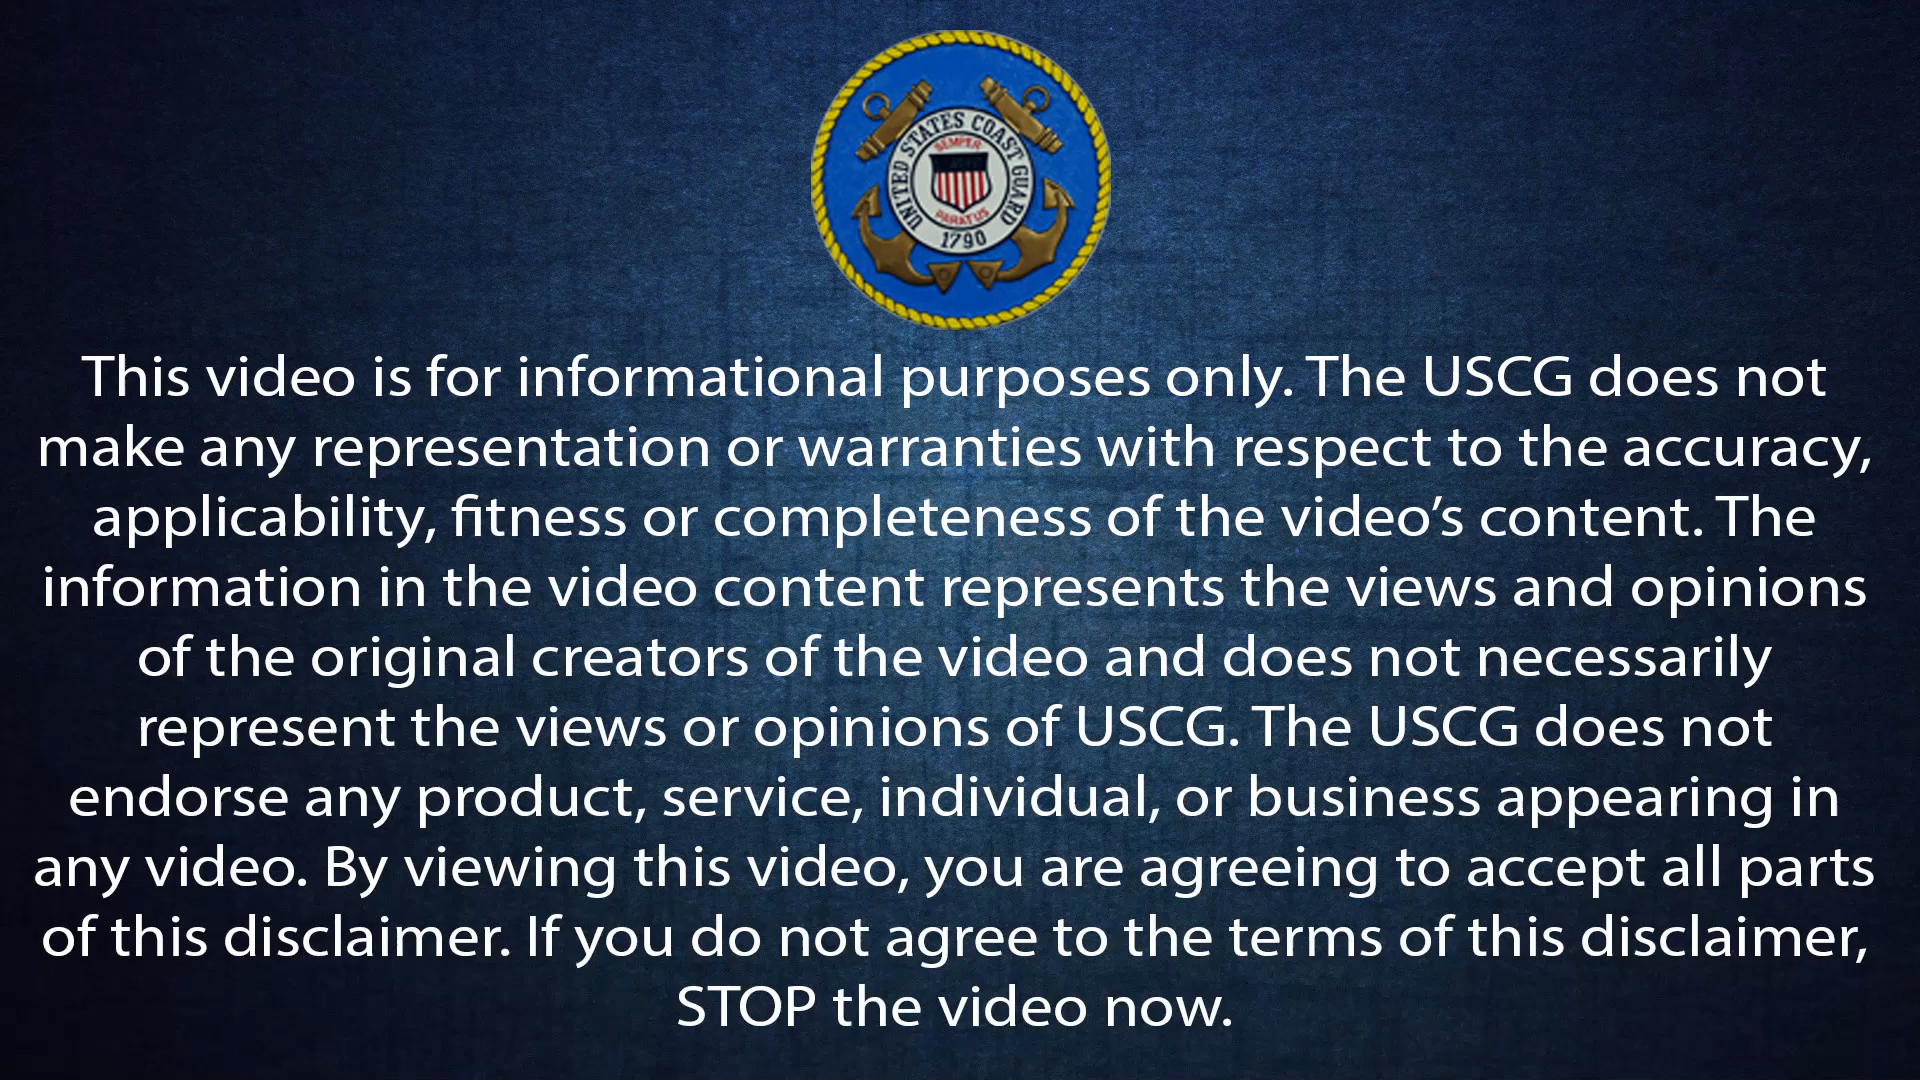 UNITED STATES COAST GUARD
SEMPER
PARATUS
1790
This video is for informational purposes only. The USCG does not
make any representation or warranties with respect to the accuracy,
applicability, fitness or completeness of the video’s content. The
information in the video content represents the views and opinions
of the original creators of the video and does not necessarily
represent the views or opinions of USCG. The USCG does not
endorse any product, service, individual, or business appearing in
any video. By viewing this video, you are agreeing to accept all parts
of this disclaimer. If you do not agree to the terms of this disclaimer,
STOP the video now.